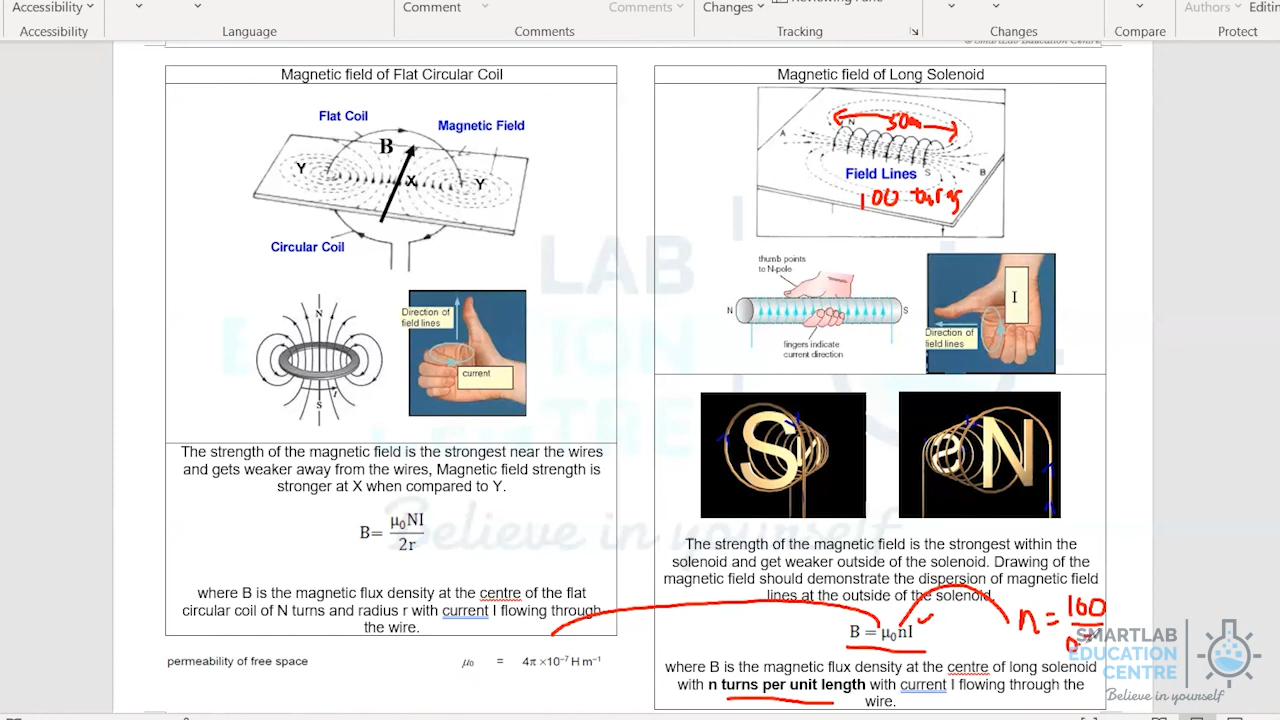 Accessibility
Comment
Comments
Changes
Reviewing Pane
Authors
Editing
Accessibility
Language
Comments
Tracking
Changes
Compare
Protect
Magnetic field of Flat Circular Coil
Flat Coil
Magnetic Field
B
Y
X
Y
Circular Coil
N
S
r
Direction of
field lines
current
The strength of the magnetic field is the strongest near the wires
and gets weaker away from the wires, Magnetic field strength is
stronger at X when compared to Y.
B= μ₀NI
2r
where B is the magnetic flux density at the centre of the flat
circular coil of N turns and radius r with current I flowing through
the wire.
permeability of free space μ₀ = 4π ×10⁻⁷ H m⁻¹
Magnetic field of Long Solenoid
N
A
S
B
Field Lines
100 turns
thumb points
to N-pole
N
S
fingers indicate
current direction
I
Direction of
field lines
S
N
S
N
The strength of the magnetic field is the strongest within the
solenoid and get weaker outside of the solenoid. Drawing of the
magnetic field should demonstrate the dispersion of magnetic field
lines at the outside of the solenoid.
B = μ₀nI
n = 100
where B is the magnetic flux density at the centre of long solenoid
with n turns per unit length with current I flowing through the
wire.
LAB
Believe in yourself
SMARTLAB
EDUCATION
CENTRE
Believe in yourself